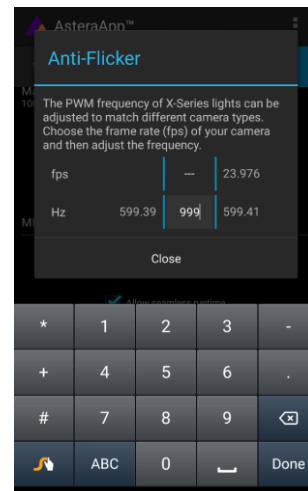 AsteraApp™
Anti-Flicker
The PWM frequency of X-Series lights can be
adjusted to match different camera types.
Choose the frame rate (fps) of your camera
and then adjust the frequency.
fps --- 23.976
Hz 599.39 999 599.41
Close
Allow seamless runtime
* 1 2 3 -
+ 4 5 6 .
# 7 8 9
ABC 0 Done